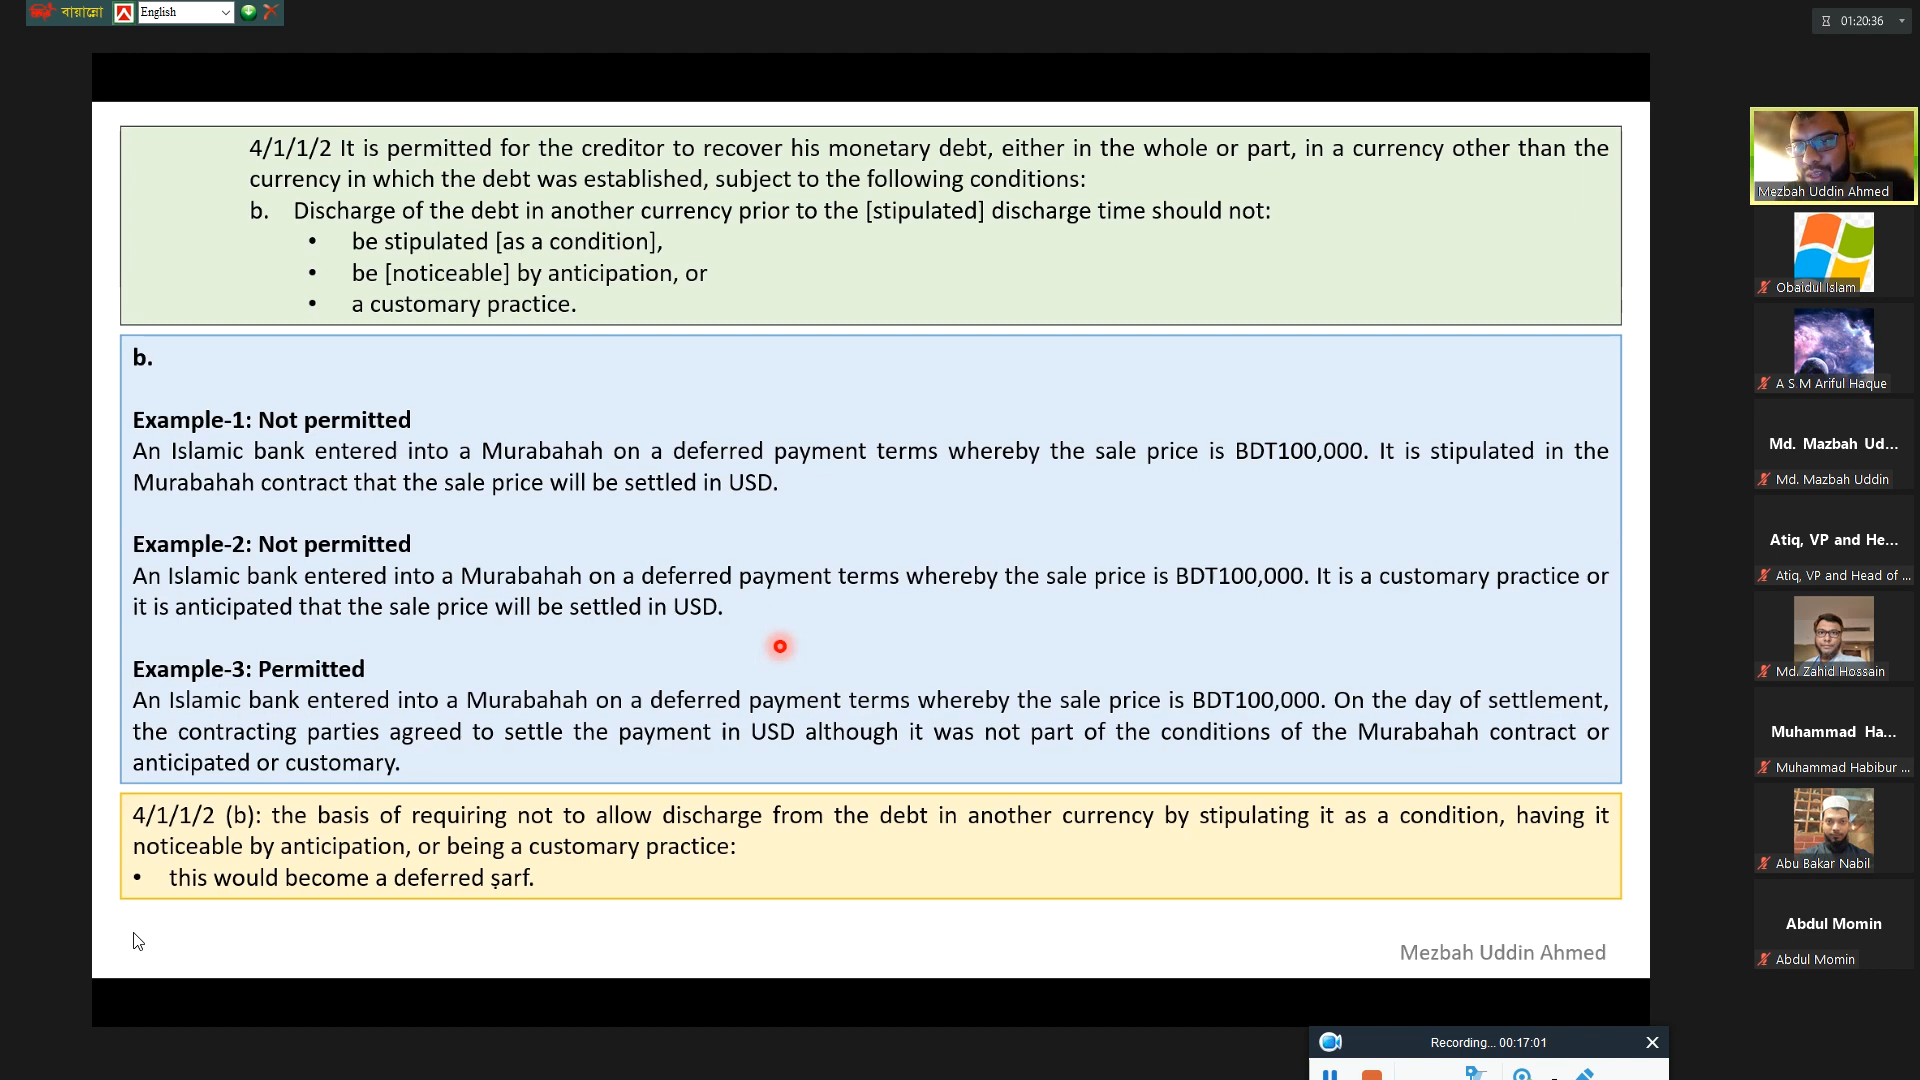 বায়ান্নো
English
01:20:36
4/1/1/2 It is permitted for the creditor to recover his monetary debt, either in the whole or part, in a currency other than the
currency in which the debt was established, subject to the following conditions:
b. Discharge of the debt in another currency prior to the [stipulated] discharge time should not:
• be stipulated [as a condition],
• be [noticeable] by anticipation, or
• a customary practice.
b.
Example-1: Not permitted
An Islamic bank entered into a Murabahah on a deferred payment terms whereby the sale price is BDT100,000. It is stipulated in the
Murabahah contract that the sale price will be settled in USD.
Example-2: Not permitted
An Islamic bank entered into a Murabahah on a deferred payment terms whereby the sale price is BDT100,000. It is a customary practice or
it is anticipated that the sale price will be settled in USD.
Example-3: Permitted
An Islamic bank entered into a Murabahah on a deferred payment terms whereby the sale price is BDT100,000. On the day of settlement,
the contracting parties agreed to settle the payment in USD although it was not part of the conditions of the Murabahah contract or
anticipated or customary.
4/1/1/2 (b): the basis of requiring not to allow discharge from the debt in another currency by stipulating it as a condition, having it
noticeable by anticipation, or being a customary practice:
• this would become a deferred ṣarf.
Mezbah Uddin Ahmed
Mezbah Uddin Ahmed
Obaidul Islam
A S M Ariful Haque
Md. Mazbah Ud...
Md. Mazbah Uddin
Atiq, VP and He...
Atiq, VP and Head of ...
Md. Zahid Hossain
Muhammad Ha...
Muhammad Habibur ...
Abu Bakar Nabil
Abdul Momin
Abdul Momin
Recording... 00:17:01